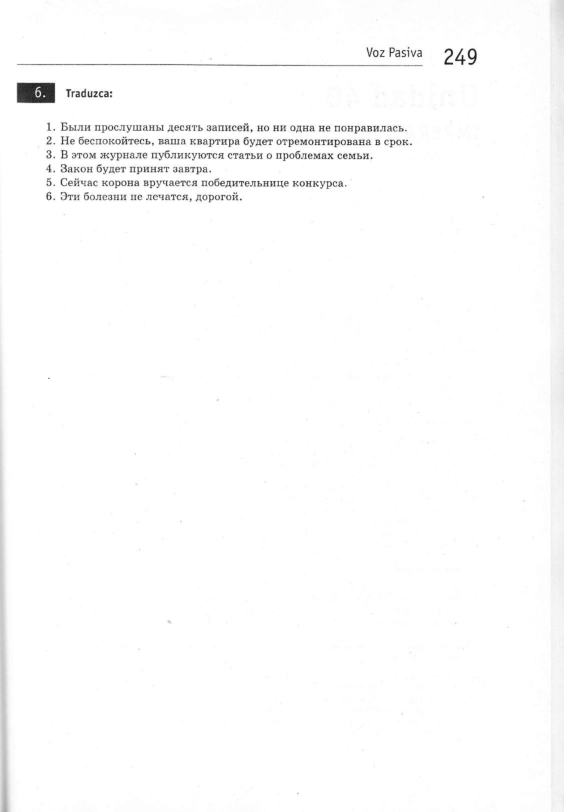 Voz Pasiva 249
6. Traduzca:
1. Были прослушаны десять записей, но ни одна не понравилась.
2. Не беспокойтесь, ваша квартира будет отремонтирована в срок.
3. В этом журнале публикуются статьи о проблемах семьи.
4. Закон будет принят завтра.
5. Сейчас корона вручается победительнице конкурса.
6. Эти болезни не лечатся, дорогой.